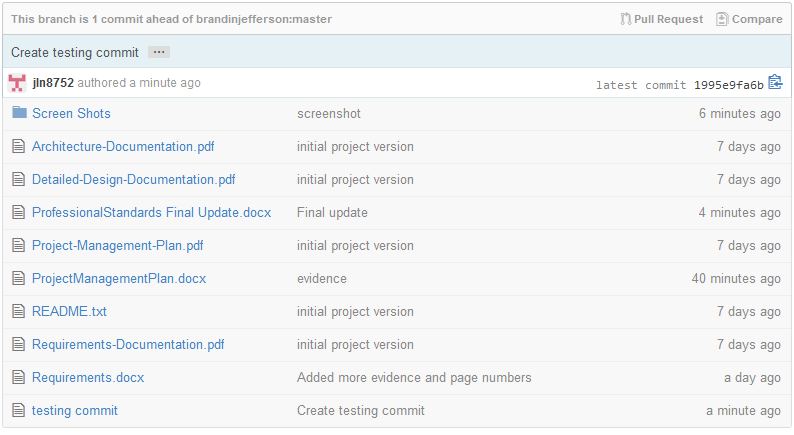 This branch is 1 commit ahead of brandinjefferson:master Pull Request Compare
Create testing commit ...
jln8752 authored a minute ago latest commit 1995e9fa6b
Screen Shots screenshot 6 minutes ago
Architecture-Documentation.pdf initial project version 7 days ago
Detailed-Design-Documentation.pdf initial project version 7 days ago
ProfessionalStandards Final Update.docx Final update 4 minutes ago
Project-Management-Plan.pdf initial project version 7 days ago
ProjectManagementPlan.docx evidence 40 minutes ago
README.txt initial project version 7 days ago
Requirements-Documentation.pdf initial project version 7 days ago
Requirements.docx Added more evidence and page numbers a day ago
testing commit Create testing commit a minute ago